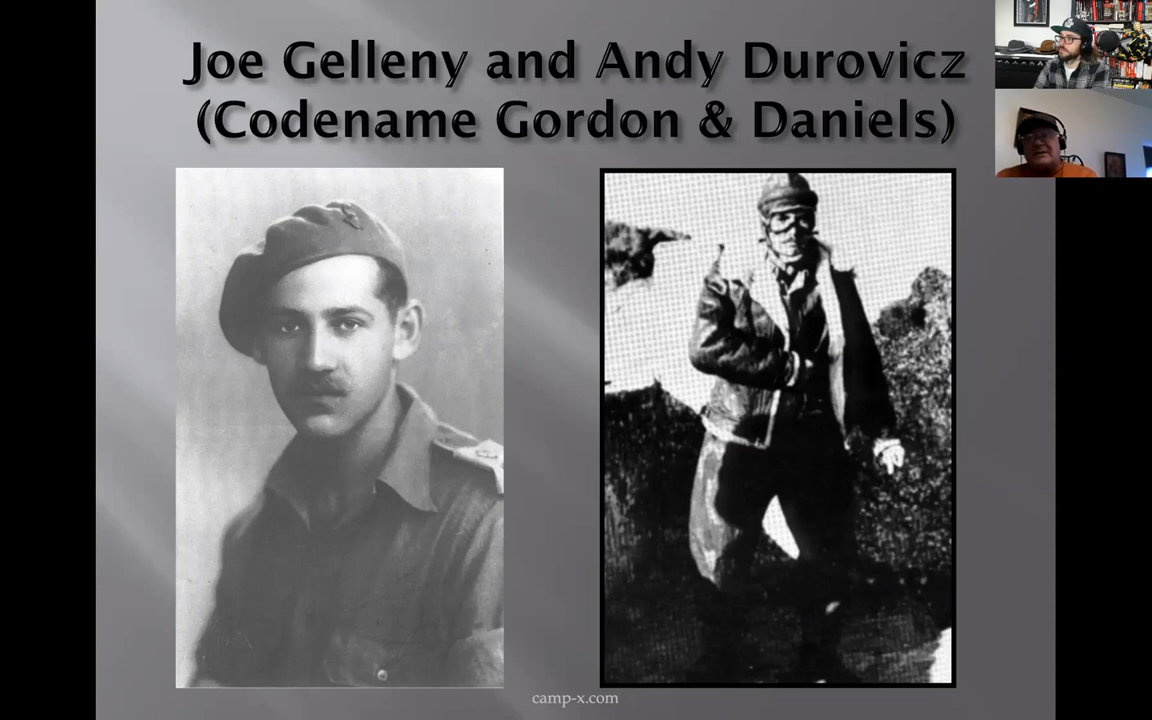 Joe Gelleny and Andy Durovicz
(Codename Gordon & Daniels)
camp-x.com